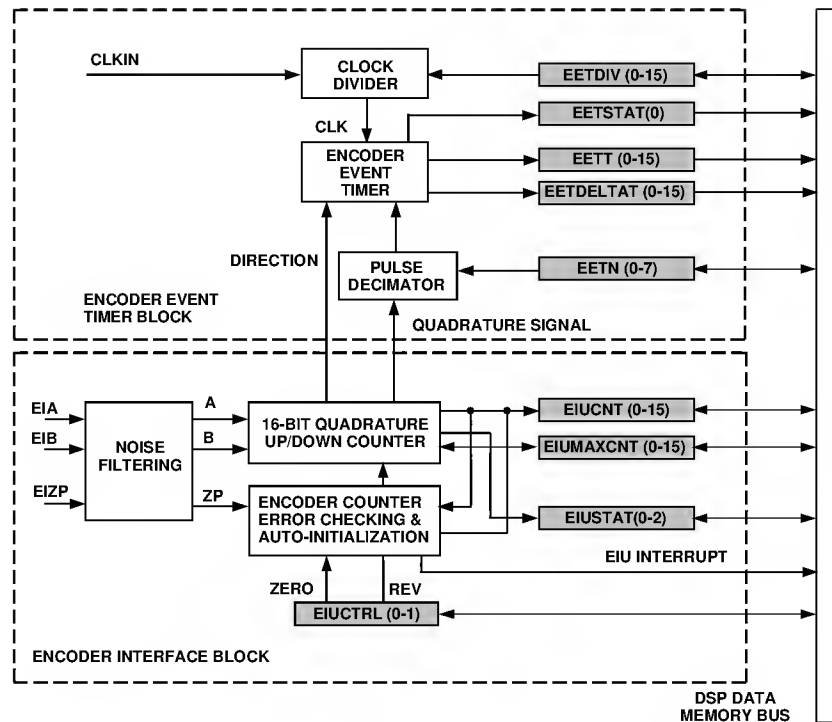 CLKIN
CLOCK
DIVIDER
EETDIV (0-15)
CLK
EETSTAT(0)
ENCODER
EVENT
TIMER
EETT (0-15)
EETDELTAT (0-15)
DIRECTION
PULSE
DECIMATOR
EETN (0-7)
ENCODER EVENT
TIMER BLOCK
QUADRATURE SIGNAL
EIA
EIB
EIZP
NOISE
FILTERING
A
B
ZP
16-BIT QUADRATURE
UP/DOWN COUNTER
EIUCNT (0-15)
EIUMAXCNT (0-15)
ENCODER COUNTER
ERROR CHECKING &
AUTO-INITIALIZATION
EIUSTAT(0-2)
EIU INTERRUPT
ZERO
REV
EIUCTRL (0-1)
ENCODER INTERFACE BLOCK
DSP DATA
MEMORY BUS